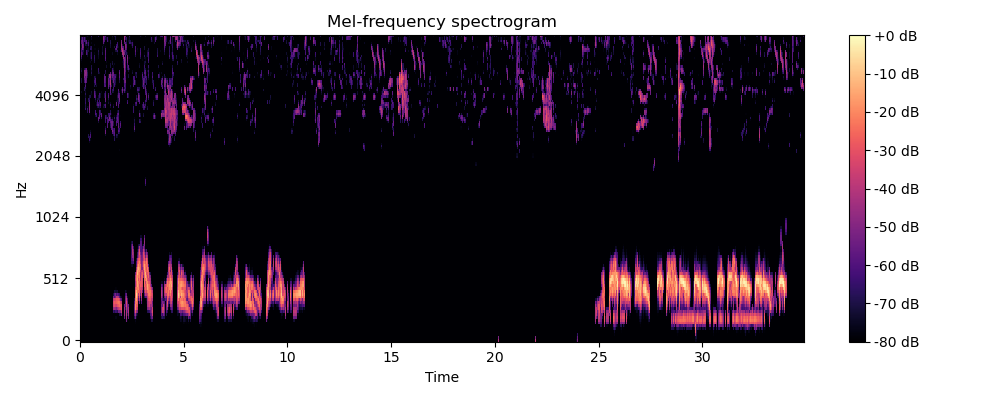 Mel-frequency spectrogram
Hz
4096
2048
1024
512
0
0 5 10 15 20 25 30
Time
+0 dB
-10 dB
-20 dB
-30 dB
-40 dB
-50 dB
-60 dB
-70 dB
-80 dB